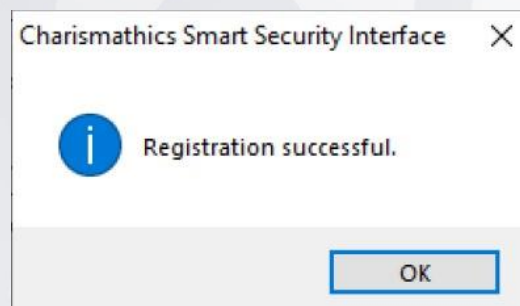 Charismathics Smart Security Interface
Registration successful.
OK